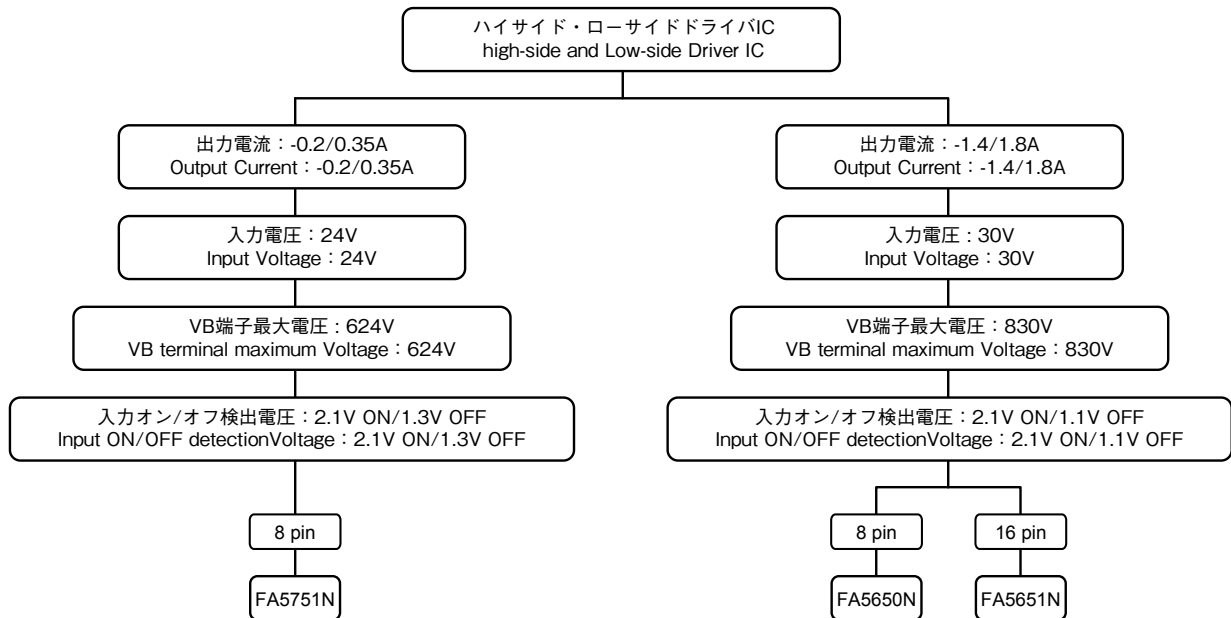 ハイサイド・ローサイドドライバIC
high-side and Low-side Driver IC
出力電流：-0.2/0.35A
Output Current：-0.2/0.35A
入力電圧：24V
Input Voltage：24V
VB端子最大電圧：624V
VB terminal maximum Voltage：624V
入力オン/オフ検出電圧：2.1V ON/1.3V OFF
Input ON/OFF detectionVoltage：2.1V ON/1.3V OFF
8 pin
FA5751N
出力電流：-1.4/1.8A
Output Current：-1.4/1.8A
入力電圧：30V
Input Voltage：30V
VB端子最大電圧：830V
VB terminal maximum Voltage：830V
入力オン/オフ検出電圧：2.1V ON/1.1V OFF
Input ON/OFF detectionVoltage：2.1V ON/1.1V OFF
8 pin
FA5650N
16 pin
FA5651N